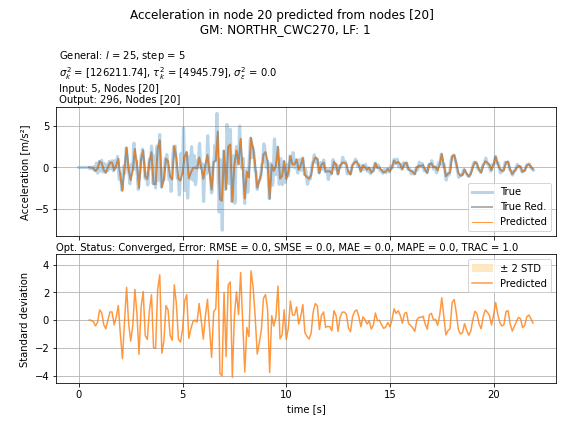 Acceleration in node 20 predicted from nodes [20]
GM: NORTHR_CWC270, LF: 1
General: l = 25, step = 5
σ²ₖ = [126211.74], τ²ₖ = [4945.79], σ²_ε = 0.0
Input: 5, Nodes [20]
Output: 296, Nodes [20]
Acceleration [m/s²]
5
0
−5
True
True Red.
Predicted
Opt. Status: Converged, Error: RMSE = 0.0, SMSE = 0.0, MAE = 0.0, MAPE = 0.0, TRAC = 1.0
Standard deviation
4
2
0
−2
−4
± 2 STD
Predicted
0 5 10 15 20
time [s]